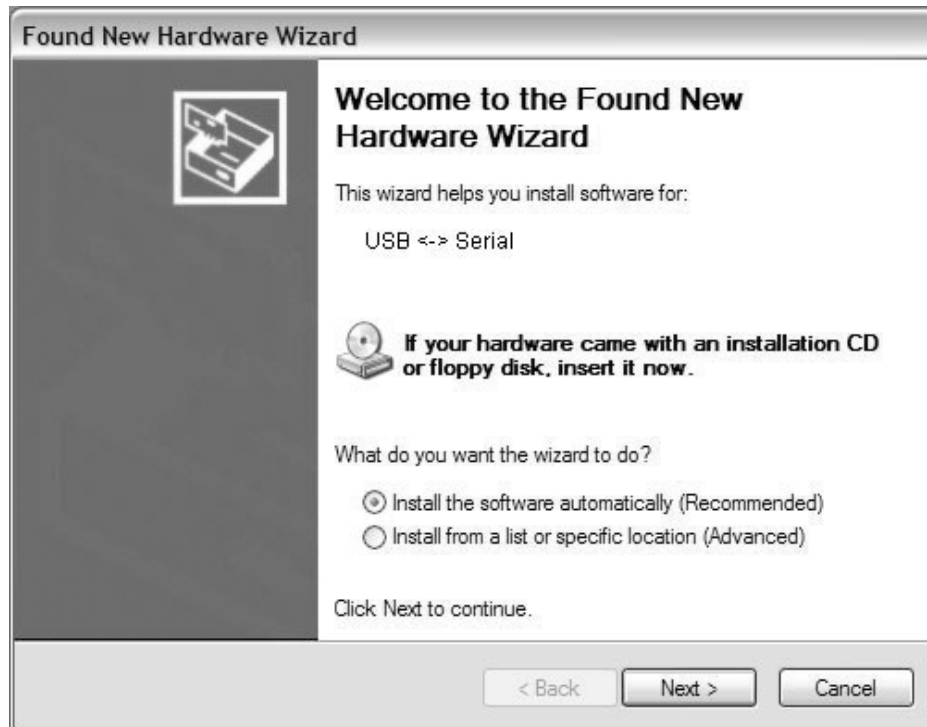 Found New Hardware Wizard
Welcome to the Found New
Hardware Wizard
This wizard helps you install software for:
USB <-> Serial
If your hardware came with an installation CD
or floppy disk, insert it now.
What do you want the wizard to do?
Install the software automatically (Recommended)
Install from a list or specific location (Advanced)
Click Next to continue.
< Back Next > Cancel